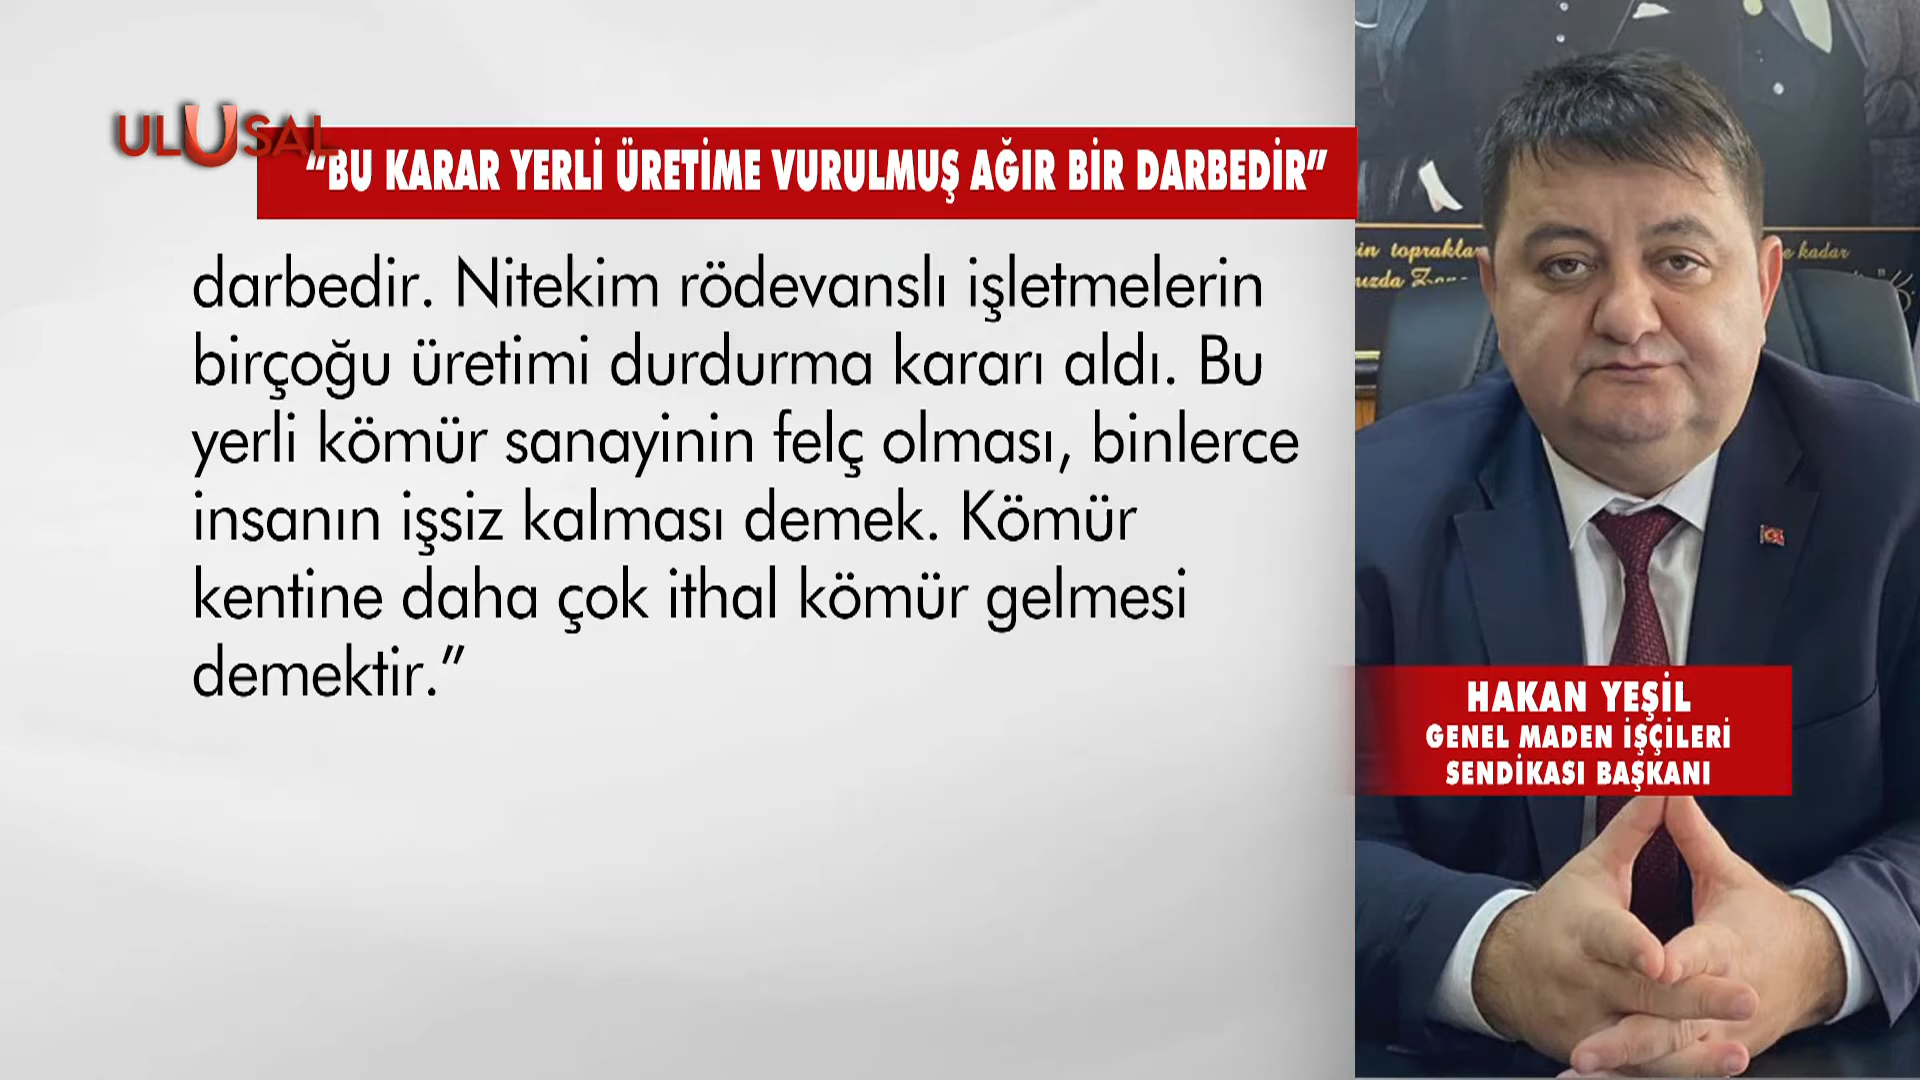 ULUSAL
“BU KARAR YERLİ ÜRETİME VURULMUŞ AĞIR BİR DARBEDİR”
darbedir. Nitekim rödevanslı işletmelerin
birçoğu üretimi durdurma kararı aldı. Bu
yerli kömür sanayinin felç olması, binlerce
insanın işsiz kalması demek. Kömür
kentine daha çok ithal kömür gelmesi
demektir.”
kadar
HAKAN YEŞİL
GENEL MADEN İŞÇİLERİ
SENDİKASI BAŞKANI